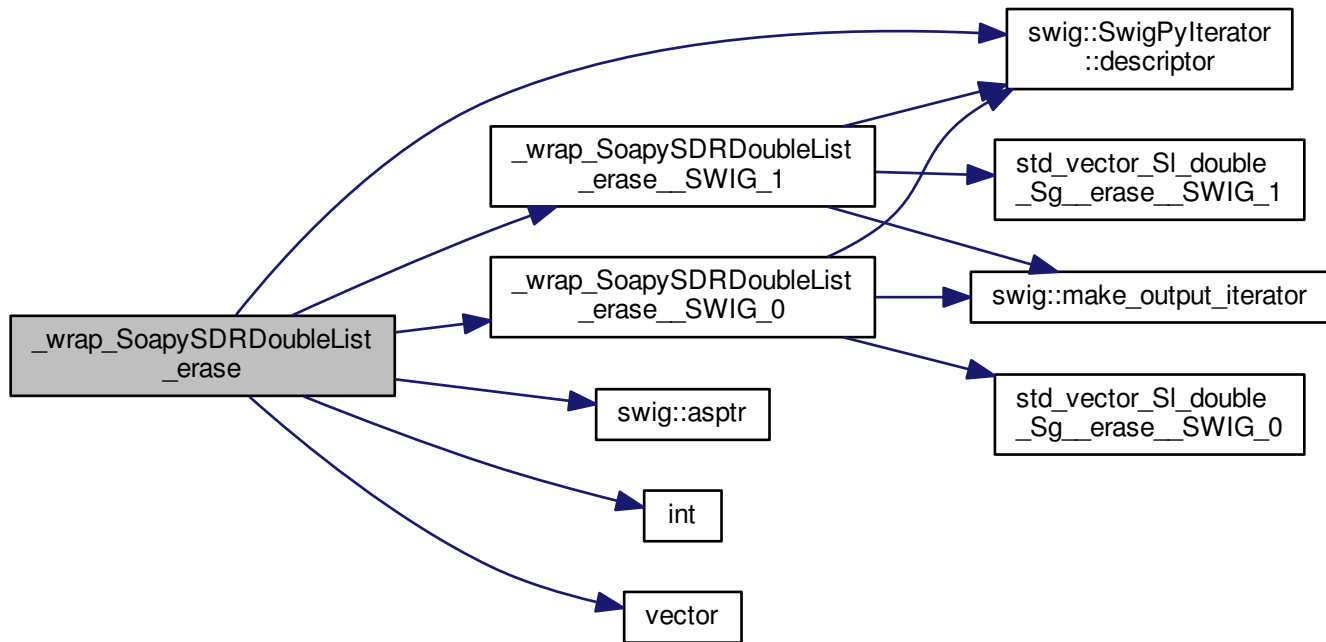 swig::SwigPyIterator
::descriptor
_wrap_SoapySDRDoubleList
_erase__SWIG_1
std_vector_Sl_double
_Sg__erase__SWIG_1
_wrap_SoapySDRDoubleList
_erase__SWIG_0
swig::make_output_iterator
_wrap_SoapySDRDoubleList
_erase
std_vector_Sl_double
_Sg__erase__SWIG_0
swig::asptr
int
vector